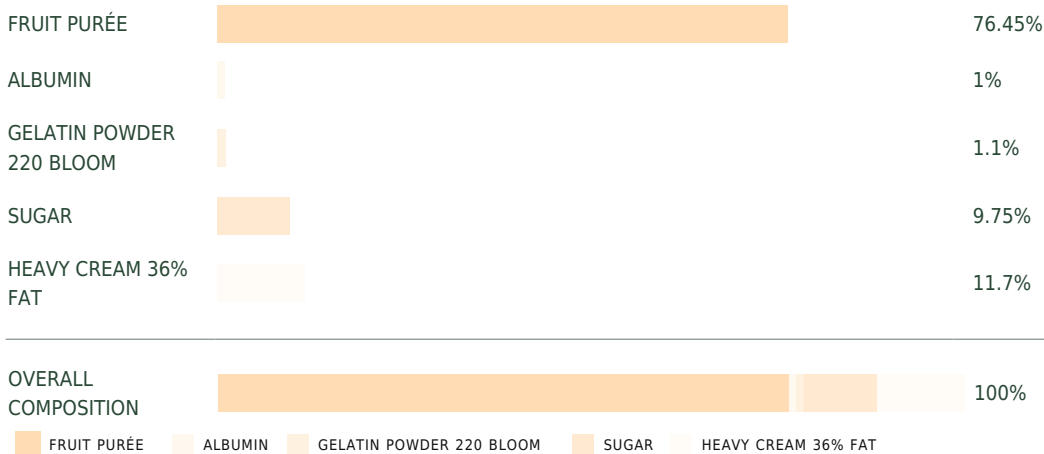 FRUIT PURÉE 76.45%
ALBUMIN 1%
GELATIN POWDER
220 BLOOM 1.1%
SUGAR 9.75%
HEAVY CREAM 36%
FAT 11.7%
OVERALL
COMPOSITION 100%
FRUIT PURÉE ALBUMIN GELATIN POWDER 220 BLOOM SUGAR HEAVY CREAM 36% FAT